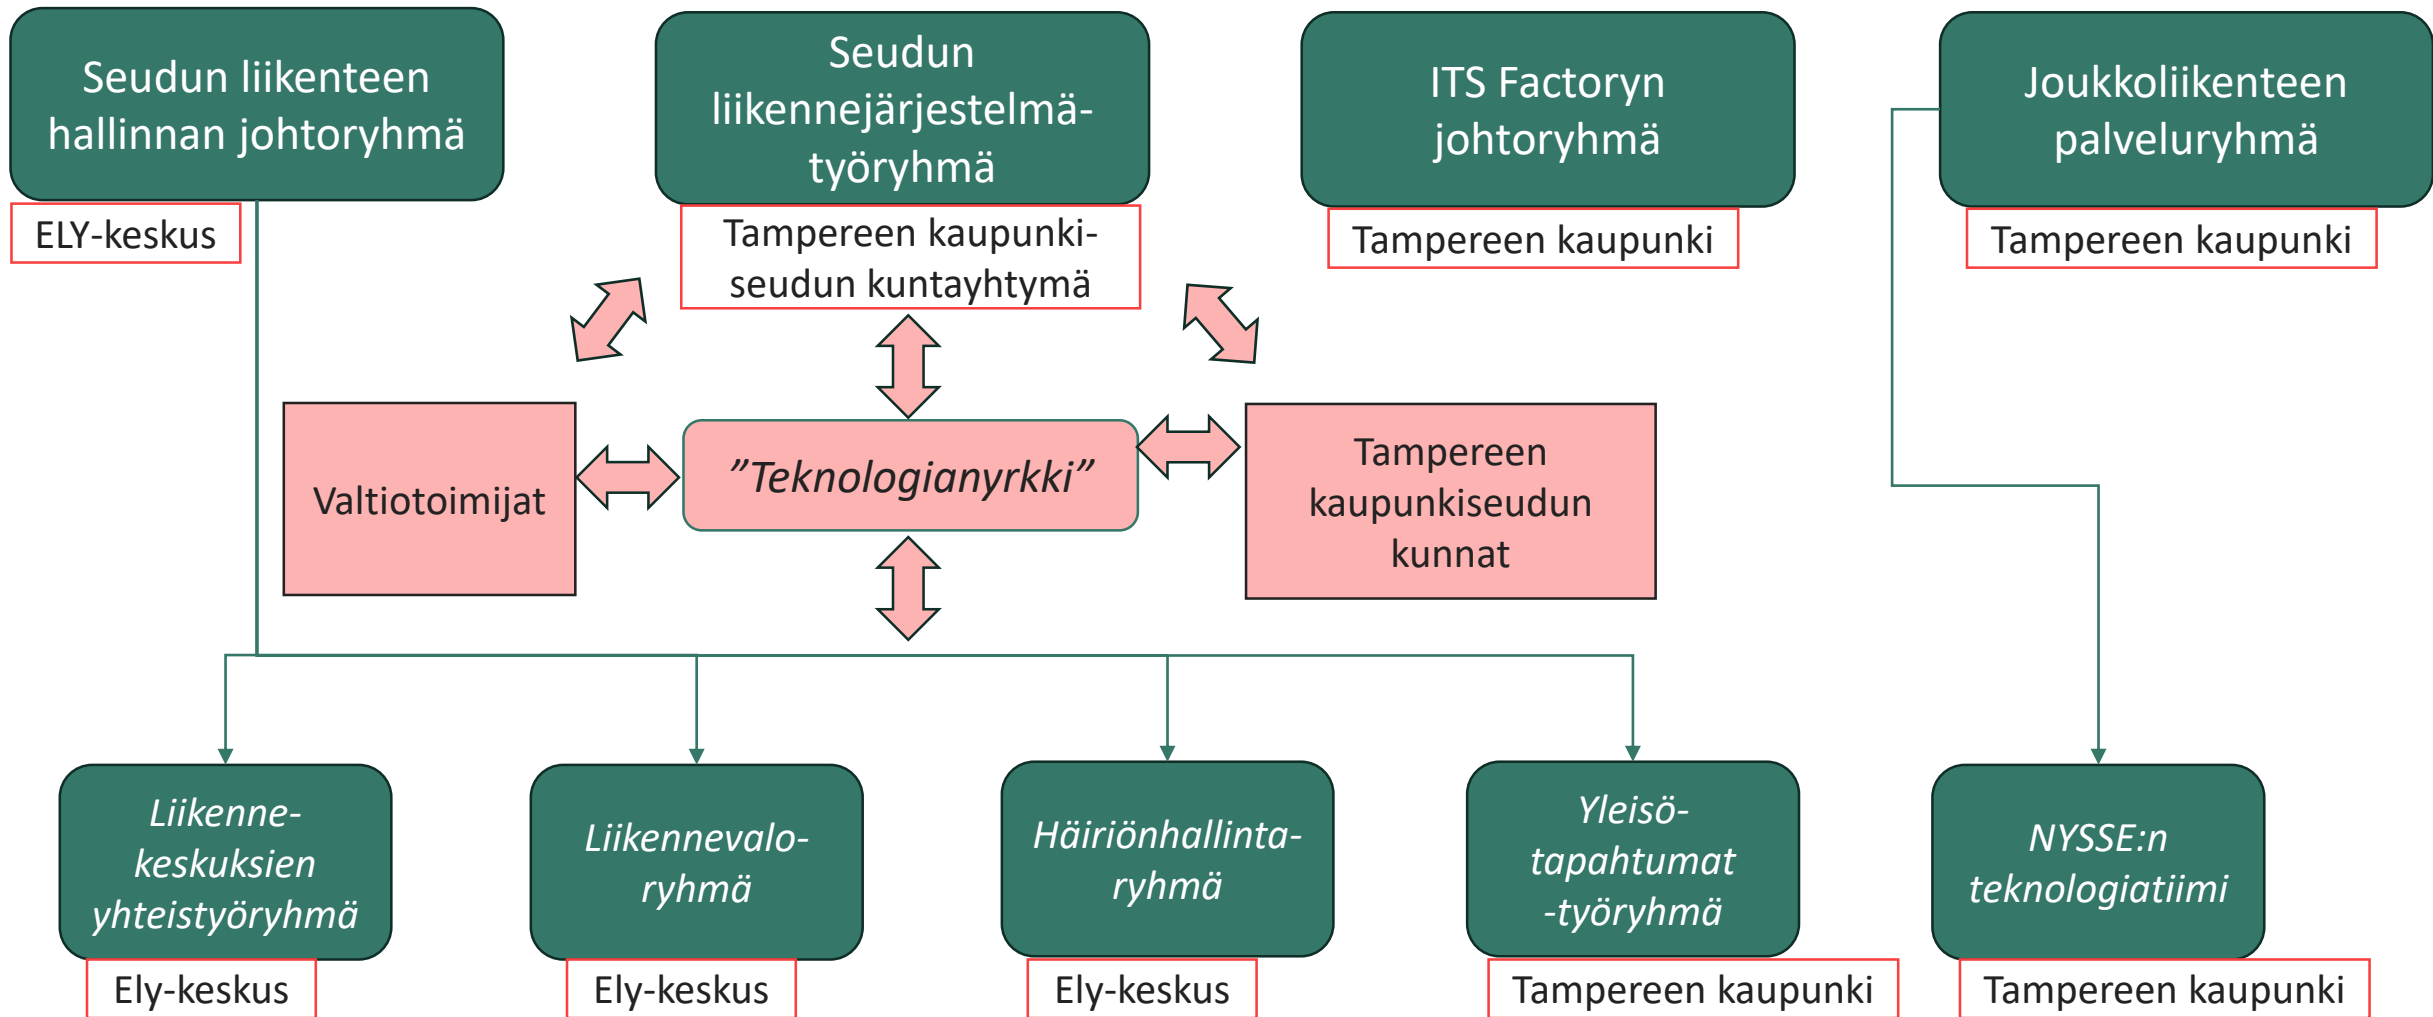 Seudun liikenteen
hallinnan johtoryhmä
ELY-keskus
Seudun
liikennejärjestelmä-
työryhmä
Tampereen kaupunki-
seudun kuntayhtymä
ITS Factoryn
johtoryhmä
Tampereen kaupunki
Joukkoliikenteen
palveluryhmä
Tampereen kaupunki
Valtiotoimijat
”Teknologianyrkki”
Tampereen
kaupunkiseudun
kunnat
Liikenne-
keskuksien
yhteistyöryhmä
Ely-keskus
Liikennevalo-
ryhmä
Ely-keskus
Häiriönhallinta-
ryhmä
Ely-keskus
Yleisö-
tapahtumat
-työryhmä
Tampereen kaupunki
NYSSE:n
teknologiatiimi
Tampereen kaupunki